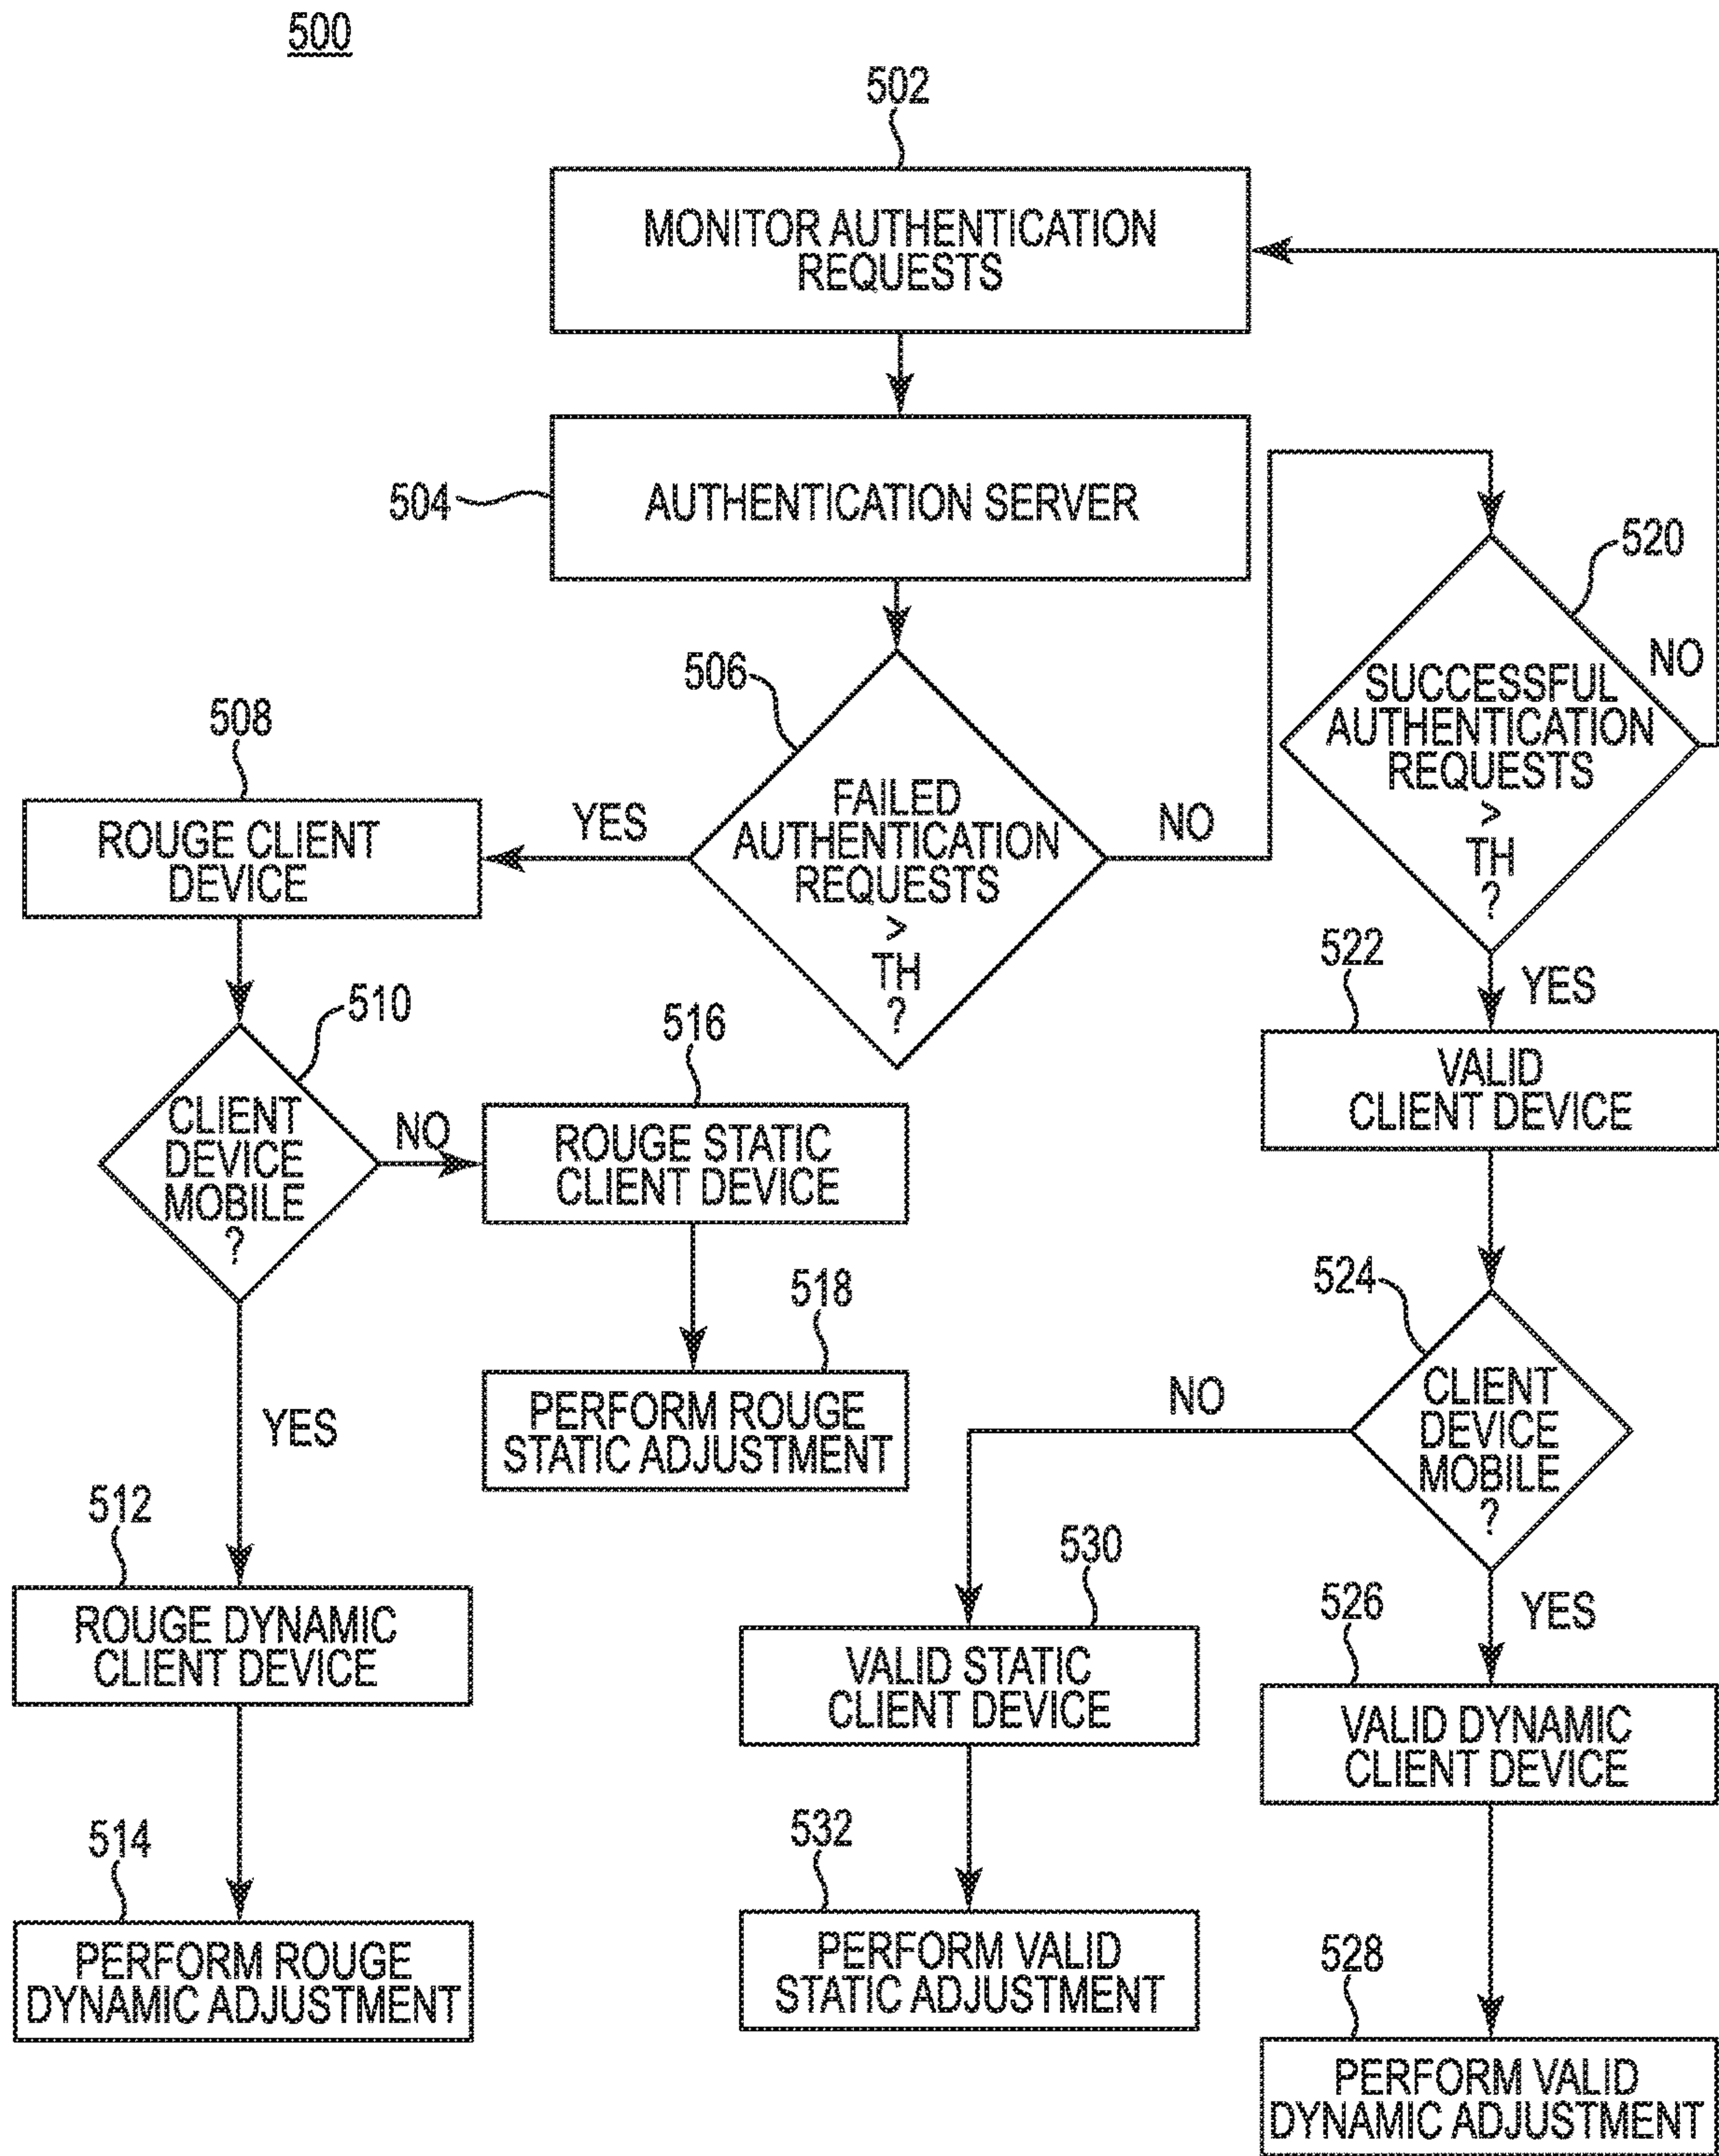 500
502
MONITOR AUTHENTICATION
REQUESTS
504
AUTHENTICATION SERVER
506
FAILED
AUTHENTICATION
REQUESTS
>
TH
?
YES
NO
508
ROUGE CLIENT
DEVICE
510
CLIENT
DEVICE
MOBILE
?
NO
YES
516
ROUGE STATIC
CLIENT DEVICE
518
PERFORM ROUGE
STATIC ADJUSTMENT
512
ROUGE DYNAMIC
CLIENT DEVICE
514
PERFORM ROUGE
DYNAMIC ADJUSTMENT
520
SUCCESSFUL
AUTHENTICATION
REQUESTS
>
TH
?
NO
YES
522
VALID
CLIENT DEVICE
524
CLIENT
DEVICE
MOBILE
?
NO
YES
530
VALID STATIC
CLIENT DEVICE
532
PERFORM VALID
STATIC ADJUSTMENT
526
VALID DYNAMIC
CLIENT DEVICE
528
PERFORM VALID
DYNAMIC ADJUSTMENT